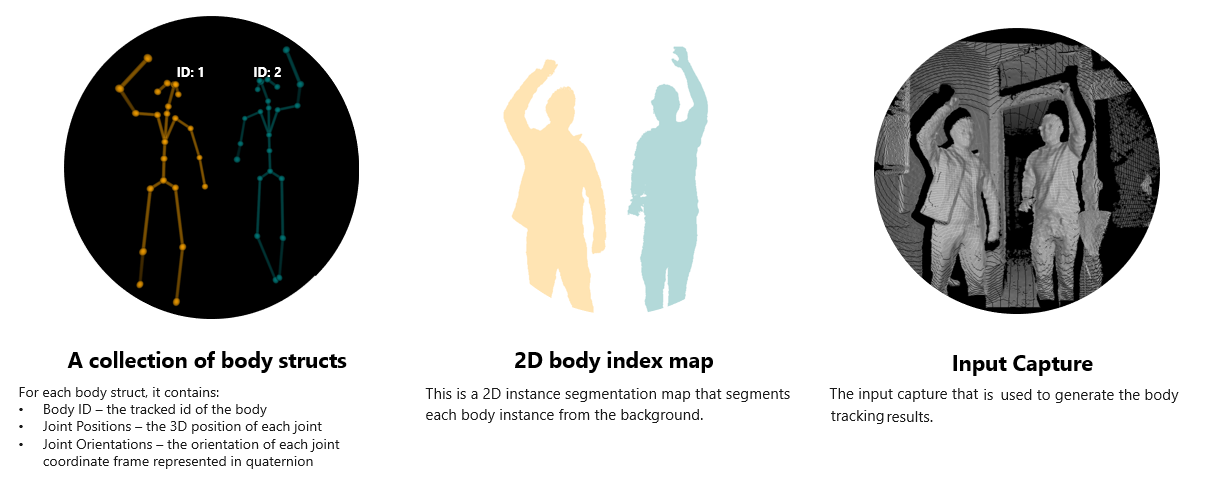 ID: 1
ID: 2
A collection of body structs
For each body struct, it contains:
• Body ID – the tracked id of the body
• Joint Positions – the 3D position of each joint
• Joint Orientations – the orientation of each joint
coordinate frame represented in quaternion
2D body index map
This is a 2D instance segmentation map that segments
each body instance from the background.
Input Capture
The input capture that is used to generate the body
tracking results.